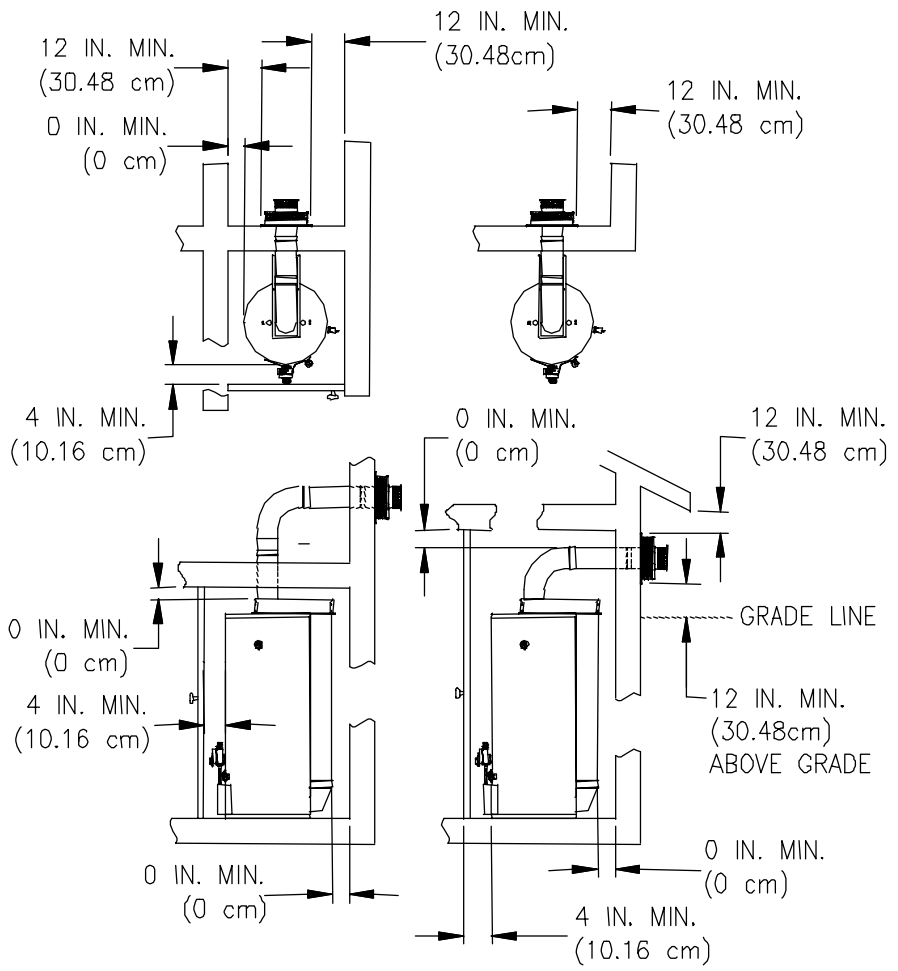 12 IN. MIN.
(30.48cm)
12 IN. MIN.
(30.48 cm)
0 IN. MIN.
(0 cm)
12 IN. MIN.
(30.48 cm)
4 IN. MIN.
(10.16 cm)
0 IN. MIN.
(0 cm)
12 IN. MIN.
(30.48 cm)
0 IN. MIN.
(0 cm)
GRADE LINE
4 IN. MIN.
(10.16 cm)
12 IN. MIN.
(30.48cm)
ABOVE GRADE
0 IN. MIN.
(0 cm)
0 IN. MIN.
(0 cm)
4 IN. MIN.
(10.16 cm)